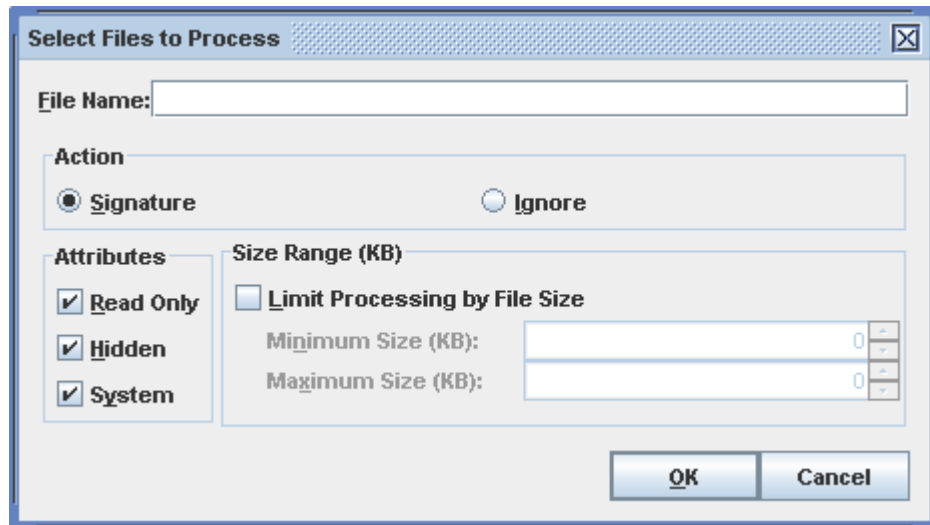 Select Files to Process
File Name:
Action
Signature
Ignore
Attributes
Read Only
Hidden
System
Size Range (KB)
Limit Processing by File Size
Minimum Size (KB): 0
Maximum Size (KB): 0
OK
Cancel